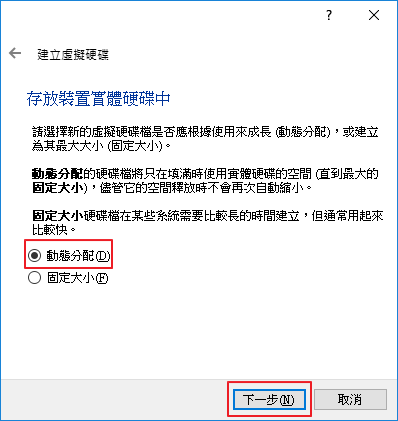 ?
建立虛擬硬碟
存放裝置實體硬碟中
請選擇新的虛擬硬碟檔是否應根據使用來成長 (動態分配)，或建立
為其最大大小 (固定大小)。
動態分配的硬碟檔將只在填滿時使用實體硬碟的空間 (直到最大的
固定大小)，儘管它的空間釋放時不會再次自動縮小。
固定大小硬碟檔在某些系統需要比較長的時間建立，但通常用起來
比較快。
動態分配(D)
固定大小(F)
下一步(N)
取消